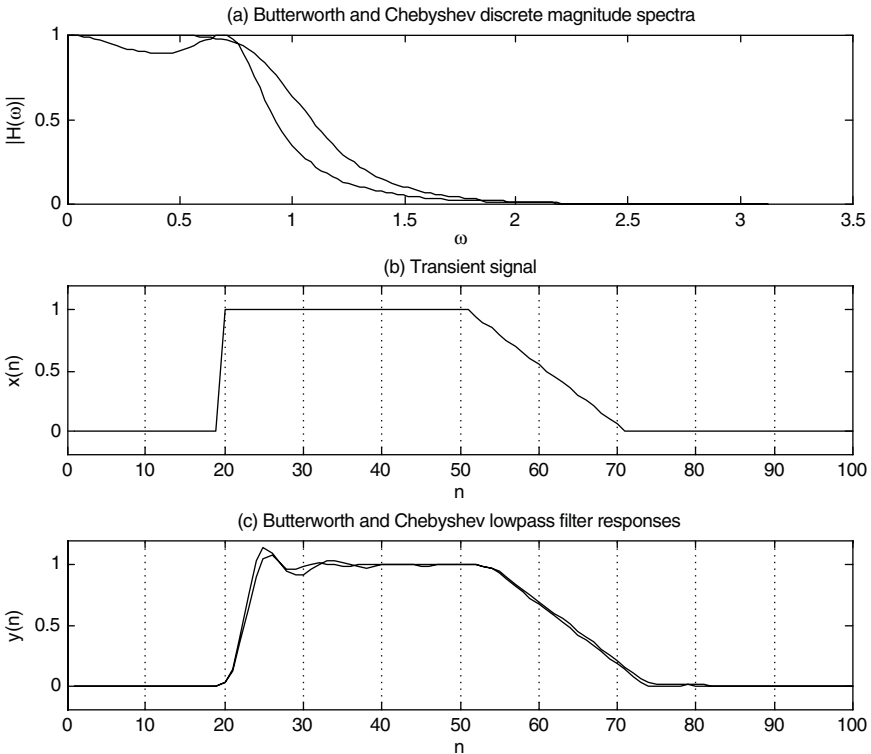 (a) Butterworth and Chebyshev discrete magnitude spectra
1
0.5
0
|H(ω)|
0 0.5 1 1.5 2 2.5 3 3.5
ω
(b) Transient signal
1
0.5
0
x(n)
0 10 20 30 40 50 60 70 80 90 100
n
(c) Butterworth and Chebyshev lowpass filter responses
1
0.5
0
y(n)
0 10 20 30 40 50 60 70 80 90 100
n